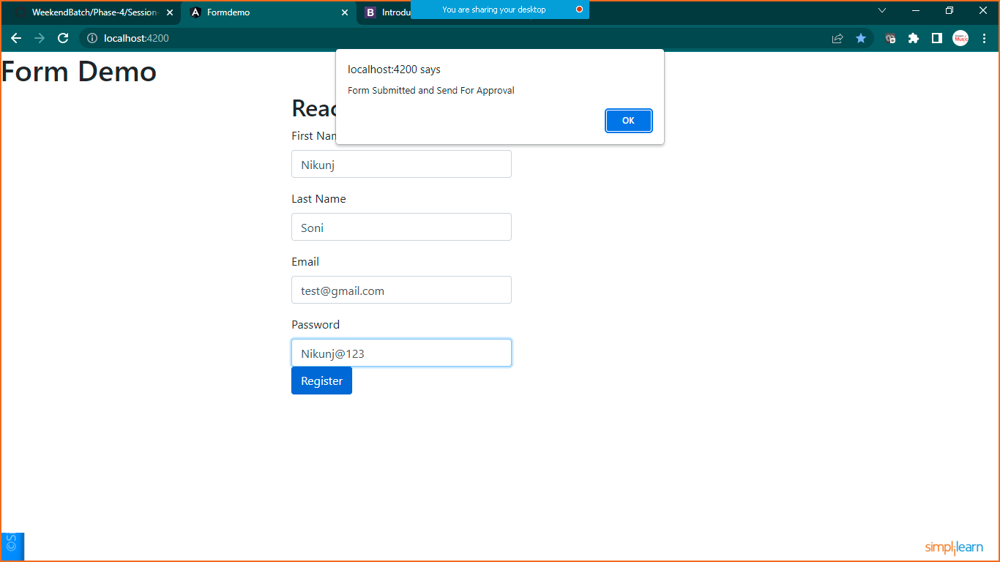 WeekendBatch/Phase-4/Session-
Formdemo
Introdu
You are sharing your desktop
localhost:4200
Form Demo
localhost:4200 says
Form Submitted and Send For Approval
OK
Reac
First Nam
Nikunj
Last Name
Soni
Email
test@gmail.com
Password
Nikunj@123
Register
simplilearn